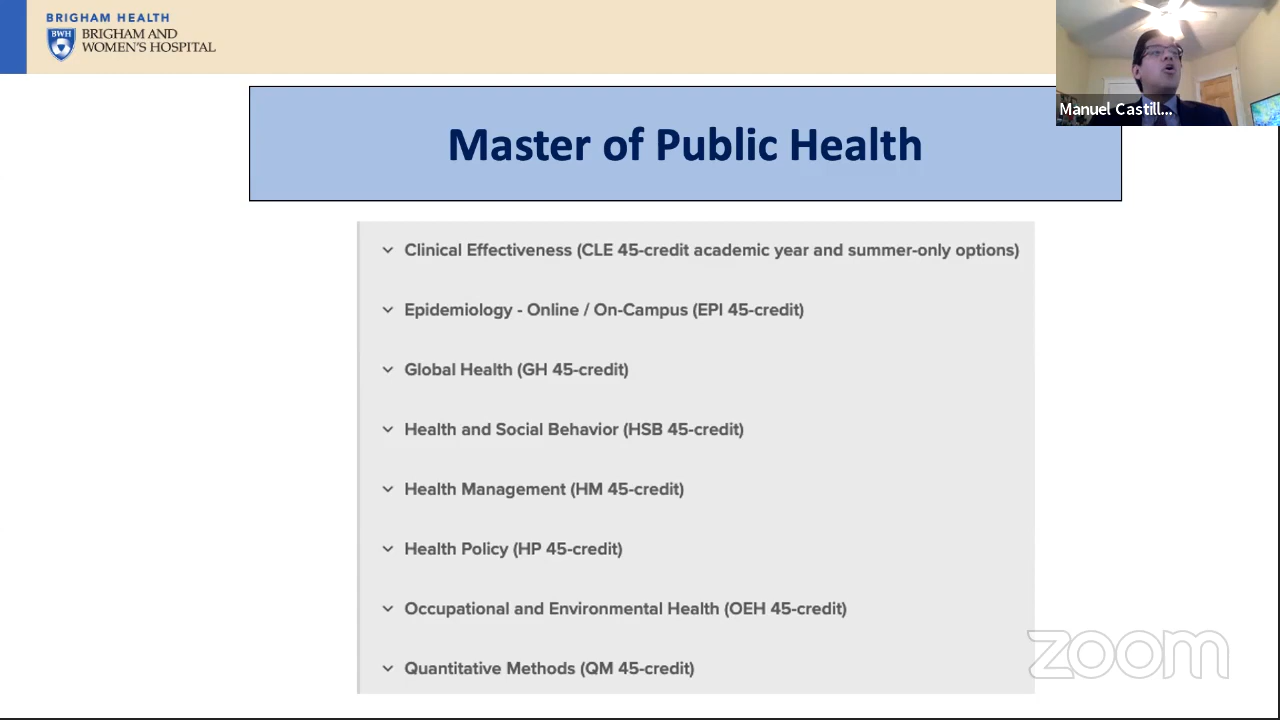 BRIGHAM HEALTH
BWH
BRIGHAM AND
WOMEN'S HOSPITAL
Manuel Castill...
Master of Public Health
Clinical Effectiveness (CLE 45-credit academic year and summer-only options)
Epidemiology - Online / On-Campus (EPI 45-credit)
Global Health (GH 45-credit)
Health and Social Behavior (HSB 45-credit)
Health Management (HM 45-credit)
Health Policy (HP 45-credit)
Occupational and Environmental Health (OEH 45-credit)
Quantitative Methods (QM 45-credit)
zoom